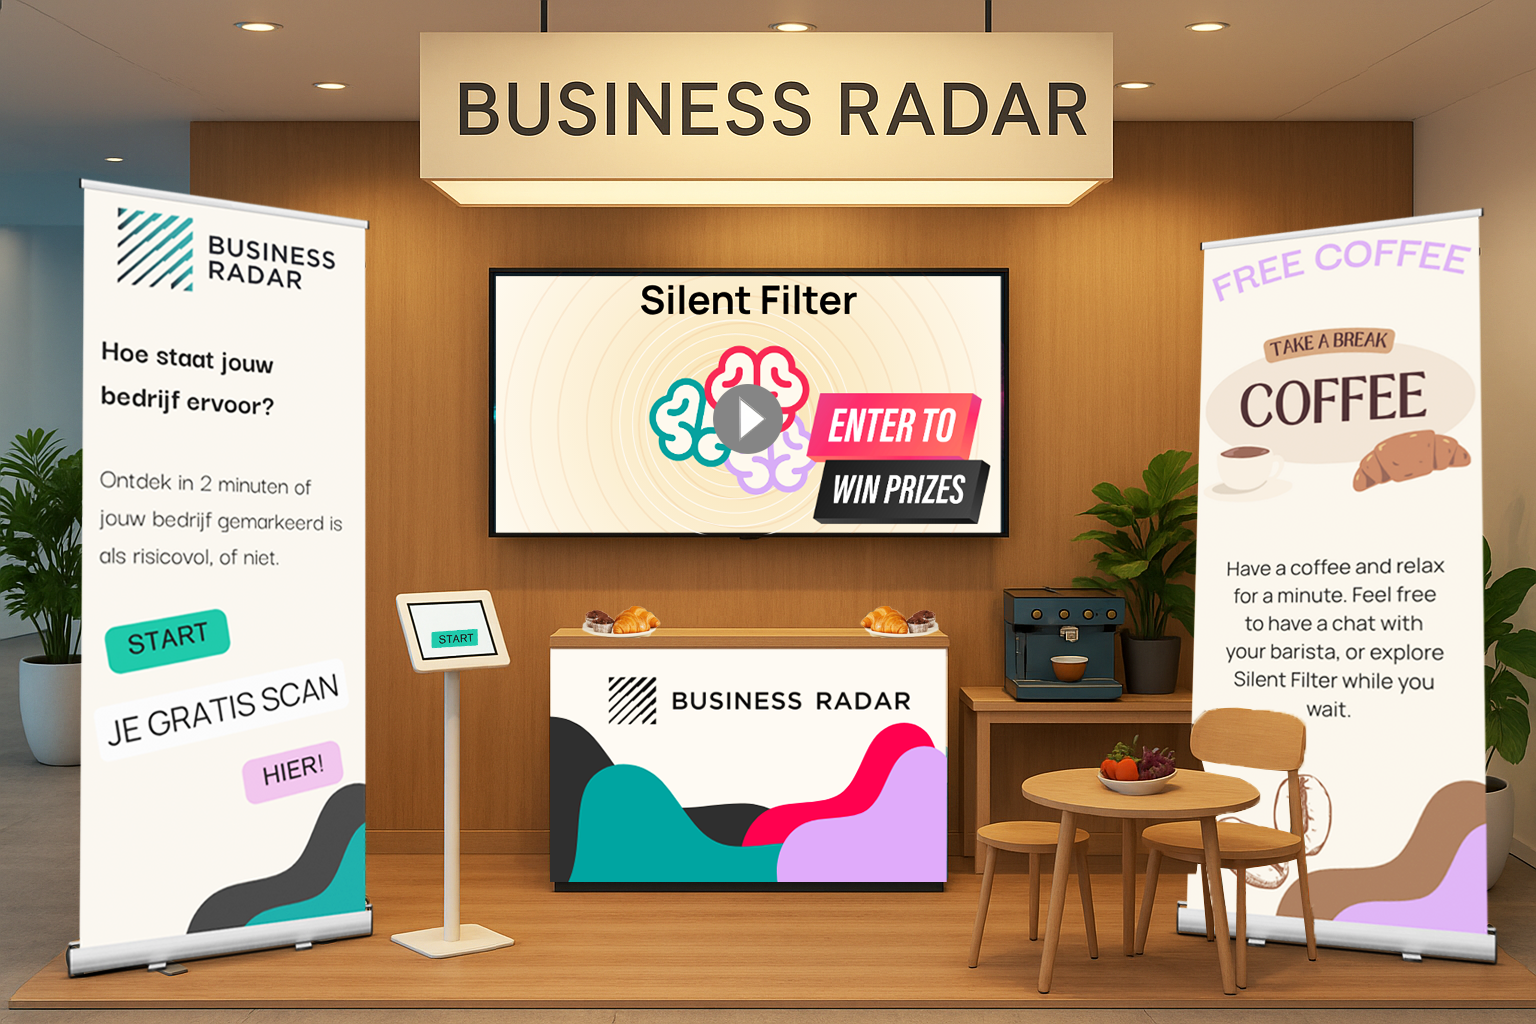 BUSINESS RADAR
BUSINESS
RADAR
Hoe staat jouw
bedrijf ervoor?
Ontdek in 2 minuten of
jouw bedrijf gemarkeerd is
als risicovol, of niet.
START
JE GRATIS SCAN
HIER!
Silent Filter
ENTER TO
WIN PRIZES
START
BUSINESS RADAR
FREE COFFEE
TAKE A BREAK
COFFEE
Have a coffee and relax
for a minute. Feel free
to have a chat with
your barista, or explore
Silent Filter while you
wait.